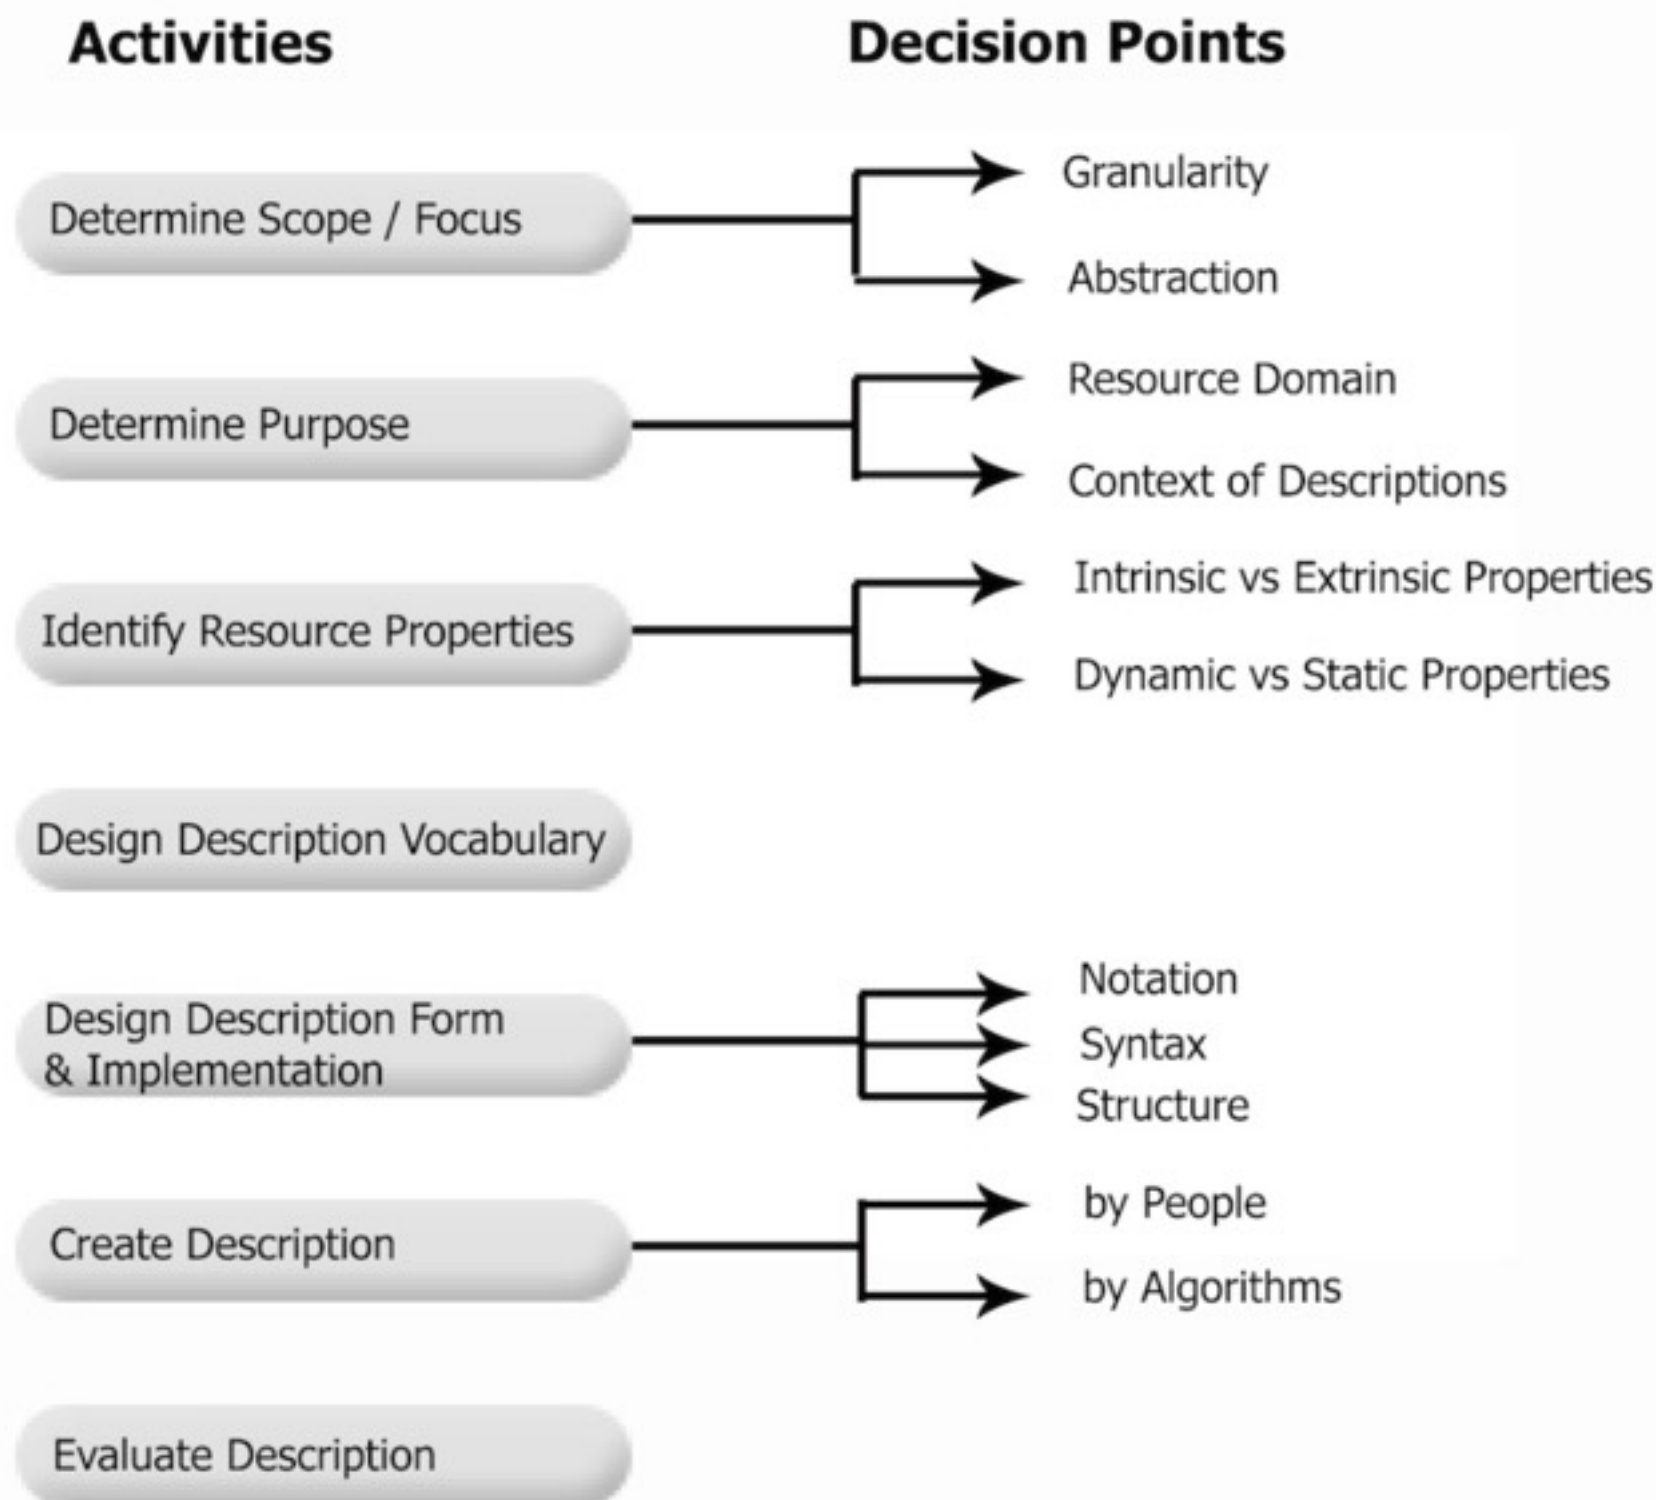 Activities
Decision Points
Determine Scope / Focus
Granularity
Abstraction
Determine Purpose
Resource Domain
Context of Descriptions
Identify Resource Properties
Intrinsic vs Extrinsic Properties
Dynamic vs Static Properties
Design Description Vocabulary
Design Description Form
& Implementation
Notation
Syntax
Structure
Create Description
by People
by Algorithms
Evaluate Description